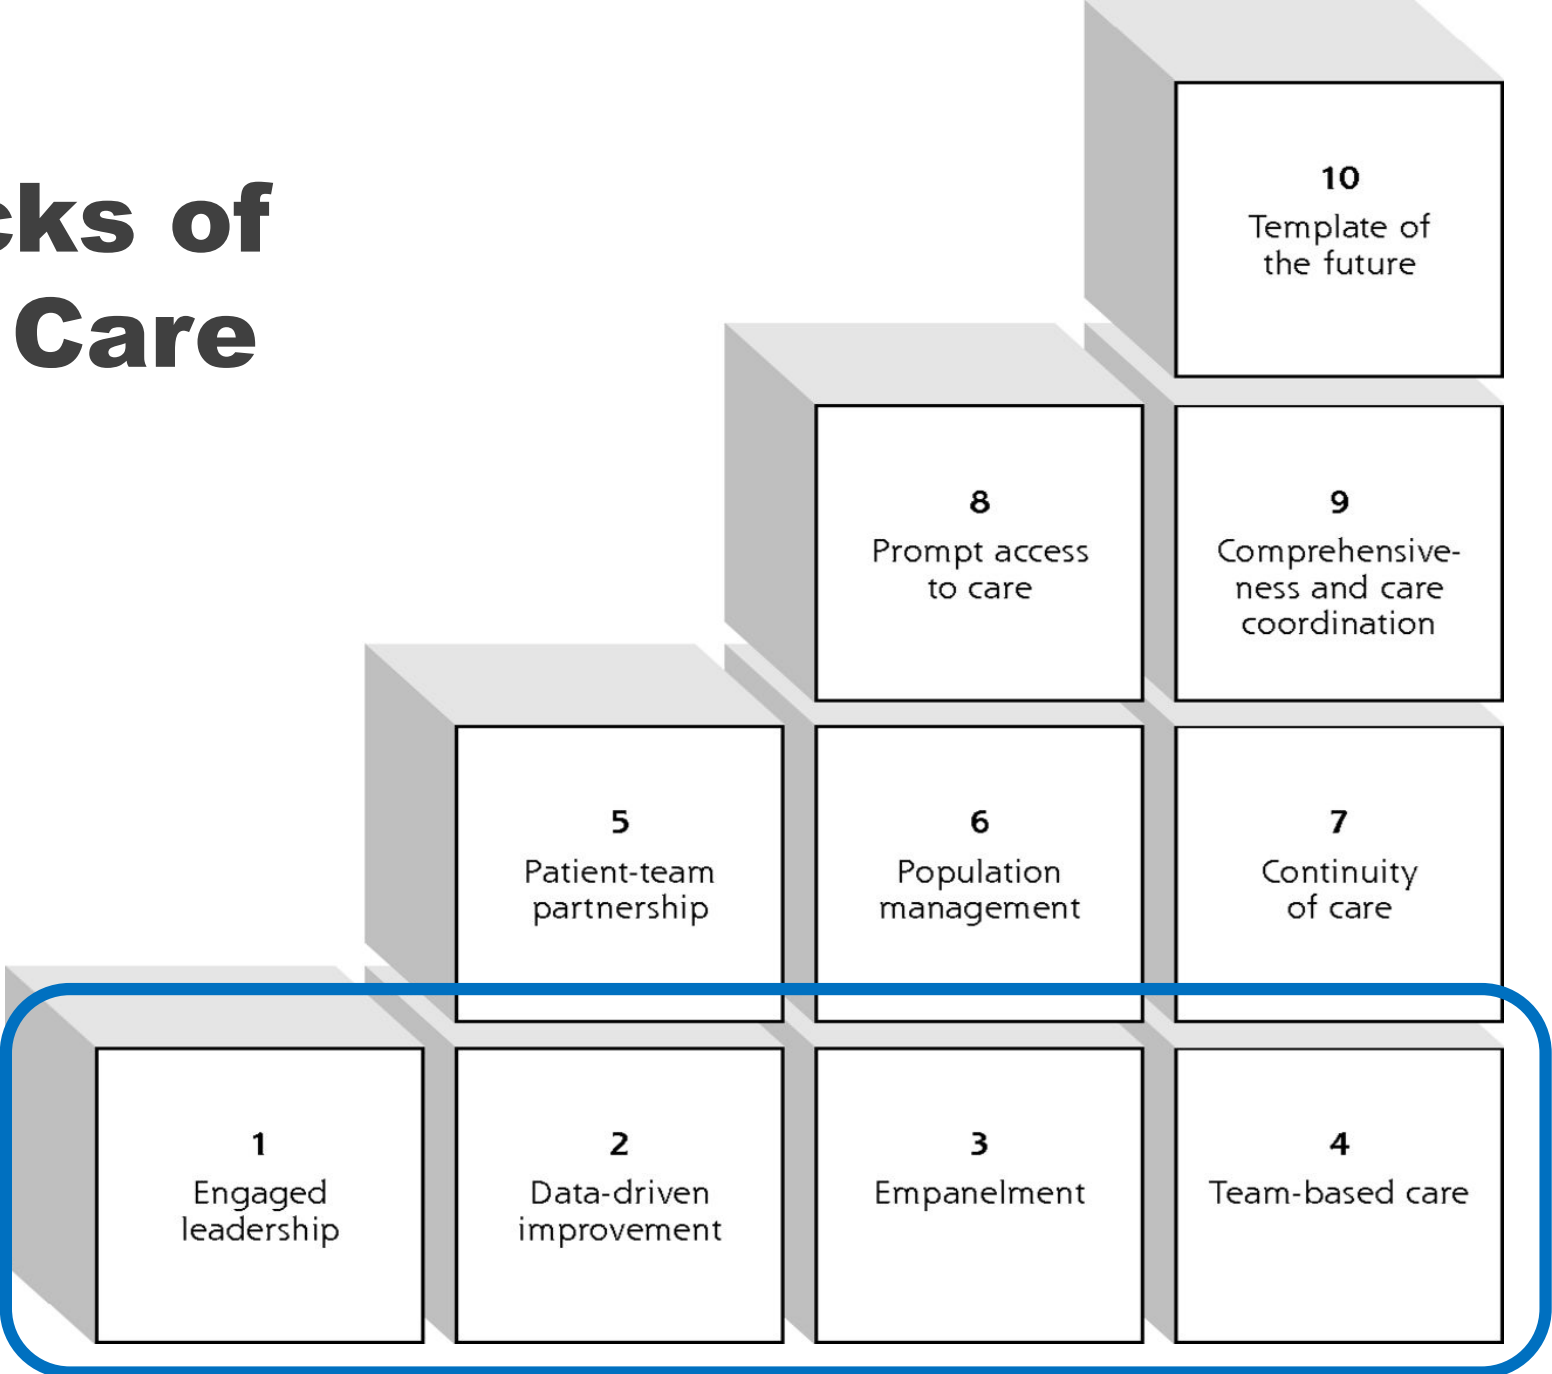 cks of
Care
10
Template of
the future
8
Prompt access
to care
9
Comprehensive-
ness and care
coordination
5
Patient-team
partnership
6
Population
management
7
Continuity
of care
1
Engaged
leadership
2
Data-driven
improvement
3
Empanelment
4
Team-based care